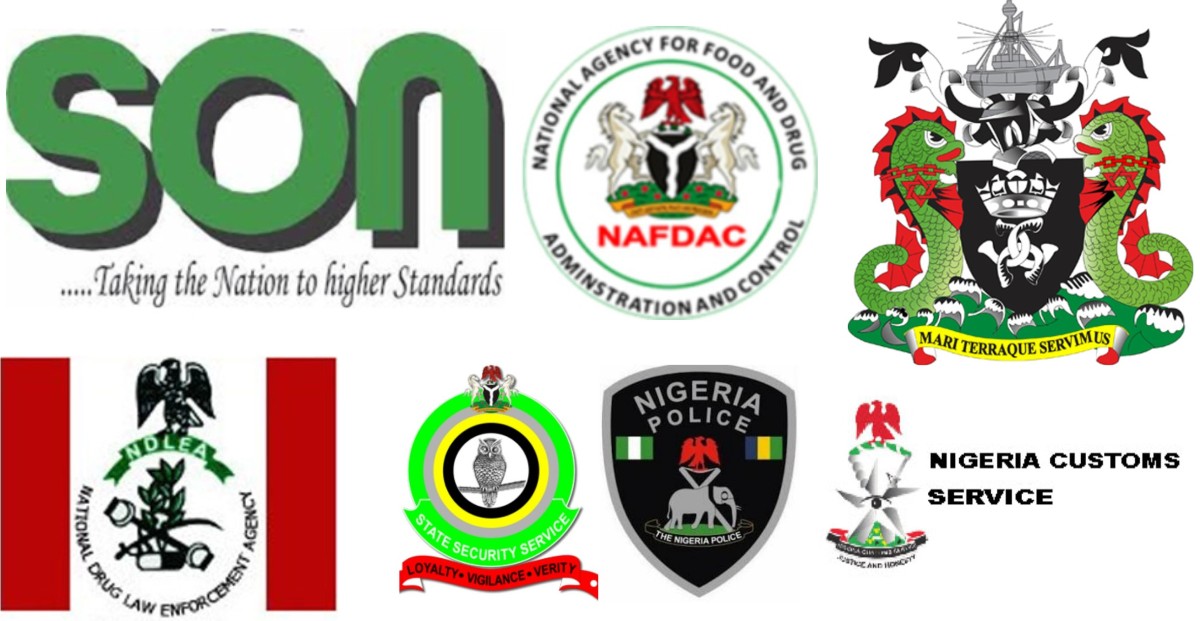 SON
.....Taking the Nation to higher Standards
NATIONAL AGENCY FOR FOOD AND DRUG
ADMINSTRATION AND CONTROL
NAFDAC
MARI TERRAQUE SERVIMUS
NDLEA
NATIONAL DRUG LAW ENFORCEMENT AGENCY
STATE SECURITY SERVICE
LOYALTY • VIGILANCE • VERITY
NIGERIA
POLICE
THE NIGERIA POLICE
NIGERIA CUSTOMS
SERVICE
JUSTICE AND HONESTY